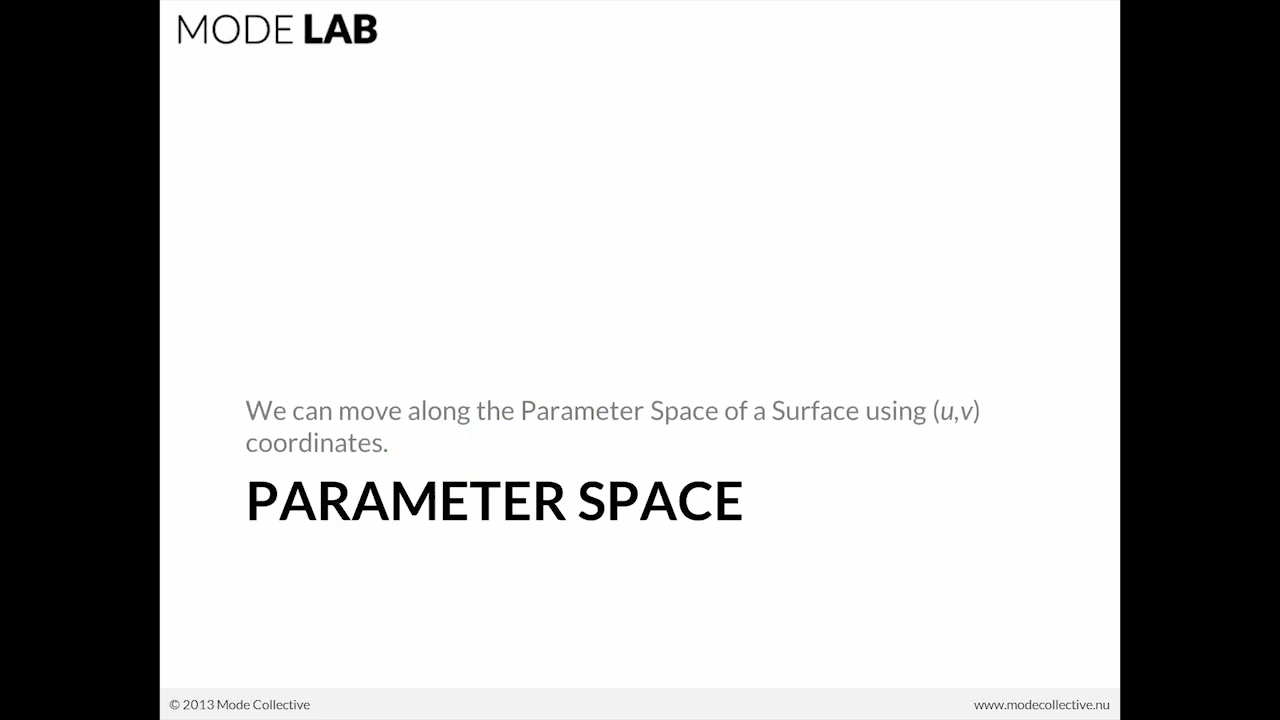 MODE LAB
We can move along the Parameter Space of a Surface using (u,v)
coordinates.
PARAMETER SPACE
© 2013 Mode Collective
www.modecollective.nu